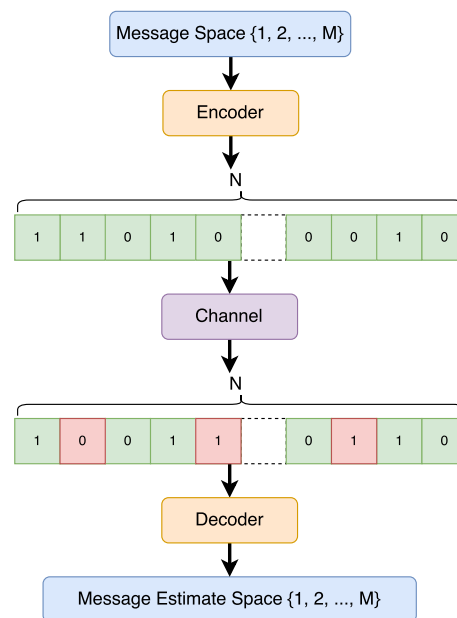 Message Space {1, 2, ..., M}
Encoder
N
1 1 0 1 0 0 0 1 0
Channel
N
1 0 0 1 1 0 1 1 0
Decoder
Message Estimate Space {1, 2, ..., M}